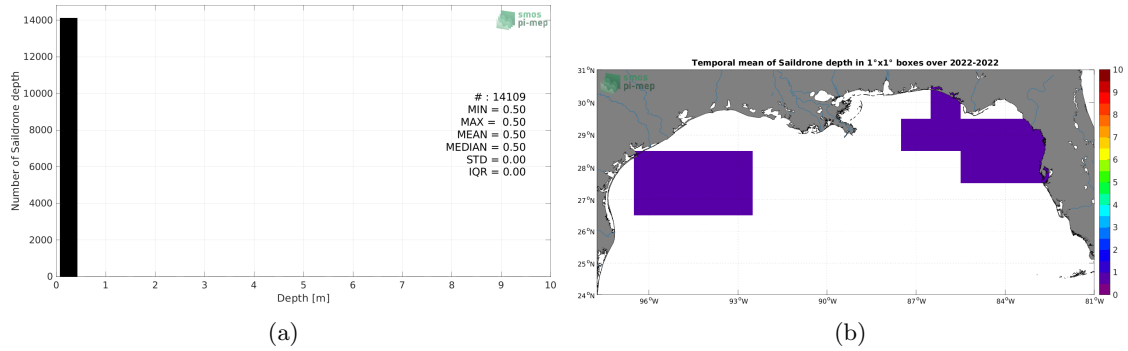 14000
12000
10000
8000
6000
4000
2000
0
Number of Saildrone depth
smos
pi-mep
# : 14109
MIN = 0.50
MAX = 0.50
MEAN = 0.50
MEDIAN = 0.50
STD = 0.00
IQR = 0.00
0 1 2 3 4 5 6 7 8 9 10
Depth [m]
(a)
Temporal mean of Saildrone depth in 1°x1° boxes over 2022-2022
smos
pi-mep
31°N
30°N
29°N
28°N
27°N
26°N
25°N
24°N
96°W 93°W 90°W 87°W 84°W 81°W
10
9
8
7
6
5
4
3
2
1
0
(b)